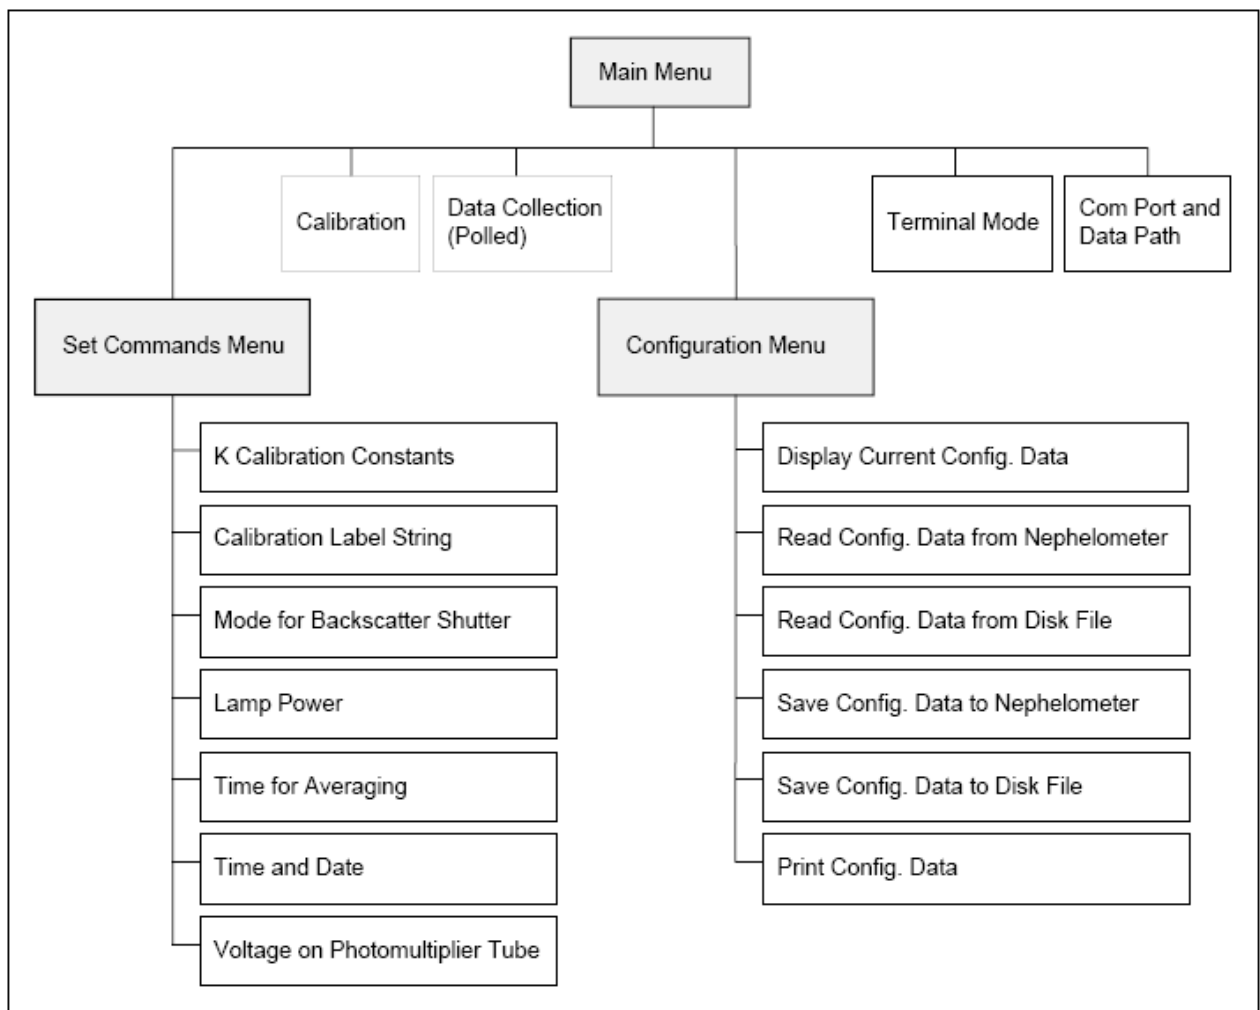 Main Menu
Calibration
Data Collection
(Polled)
Terminal Mode
Com Port and
Data Path
Set Commands Menu
Configuration Menu
K Calibration Constants
Calibration Label String
Mode for Backscatter Shutter
Lamp Power
Time for Averaging
Time and Date
Voltage on Photomultiplier Tube
Display Current Config. Data
Read Config. Data from Nephelometer
Read Config. Data from Disk File
Save Config. Data to Nephelometer
Save Config. Data to Disk File
Print Config. Data